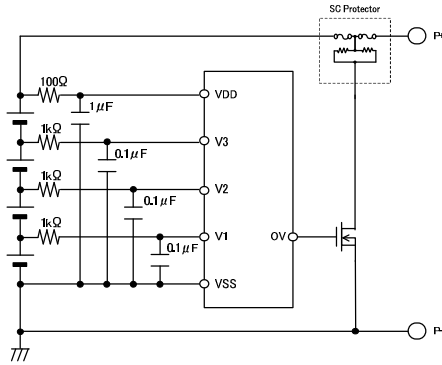 SC Protector
P+
100Ω
VDD
1μF
1kΩ
V3
0.1μF
1kΩ
V2
0.1μF
1kΩ
V1
OV
0.1μF
VSS
P-